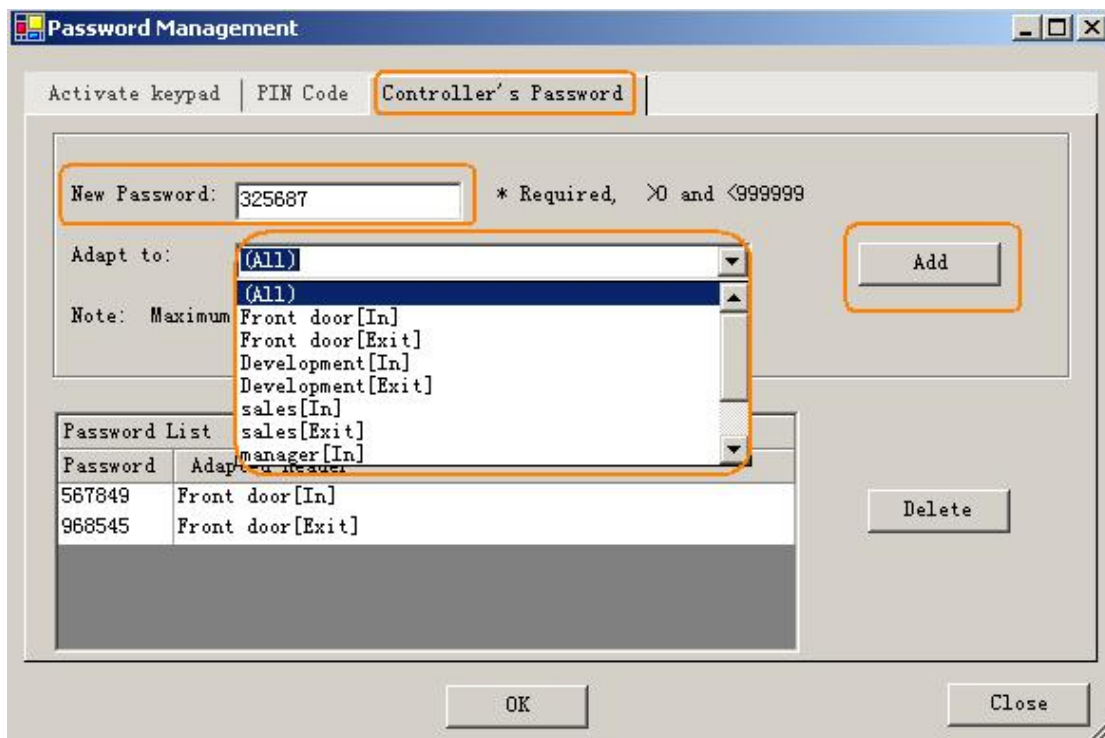 Password Management
Activate keypad | PIN Code Controller's Password
New Password: 325687 * Required, >0 and <999999
Adapt to: (All) Add
(All)
Note: Maximum Front door[In]
Front door[Exit]
Development[In]
Development[Exit]
sales[In]
Password List sales[Exit]
manager[In]
Password Adapted Reader
567849 Front door[In]
968545 Front door[Exit]
Delete
OK Close